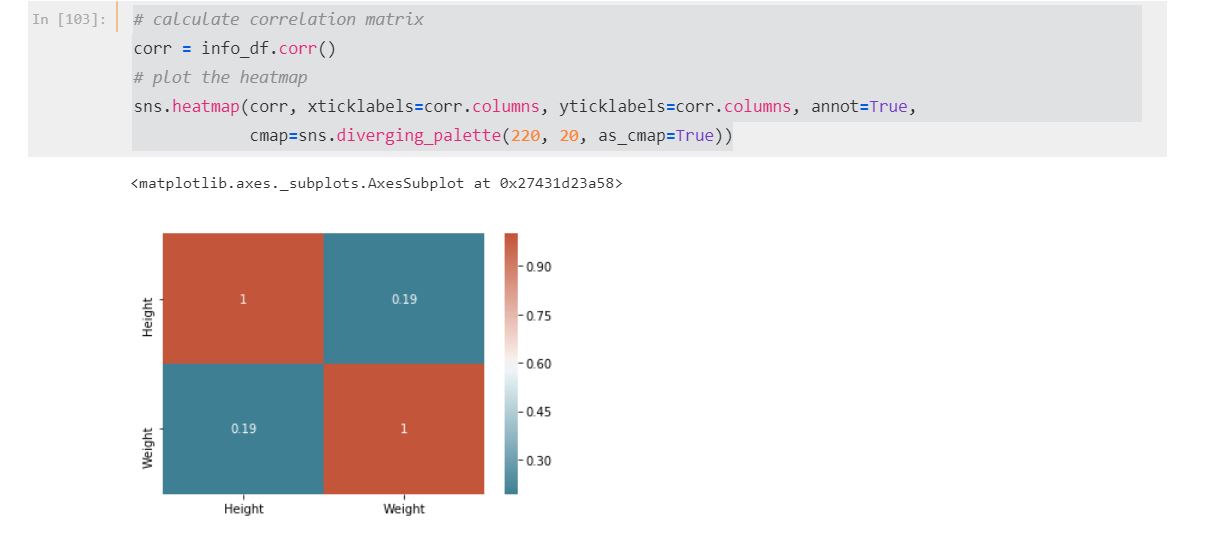 In [103]:
# calculate correlation matrix
corr = info_df.corr()
# plot the heatmap
sns.heatmap(corr, xticklabels=corr.columns, yticklabels=corr.columns, annot=True,
cmap=sns.diverging_palette(220, 20, as_cmap=True))
<matplotlib.axes._subplots.AxesSubplot at 0x27431d23a58>
Height
1
0.19
Weight
0.19
1
Height
Weight
0.90
0.75
0.60
0.45
0.30